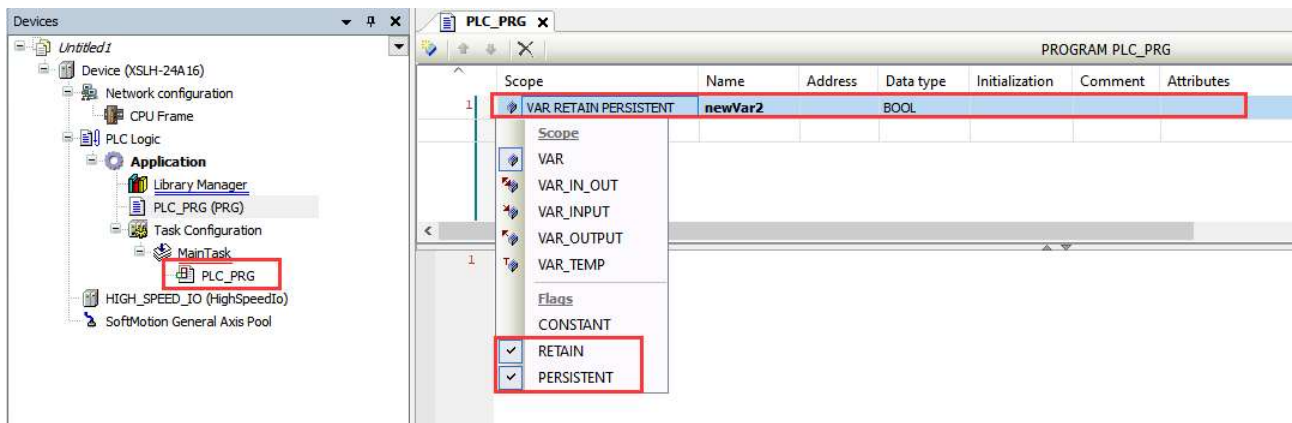 Devices
Untitled1
Device (XSLH-24A16)
Network configuration
CPU Frame
PLC Logic
Application
Library Manager
PLC_PRG (PRG)
Task Configuration
MainTask
PLC_PRG
HIGH_SPEED_IO (HighSpeedIo)
SoftMotion General Axis Pool
PLC_PRG X
PROGRAM PLC_PRG
Scope Name Address Data type Initialization Comment Attributes
1 VAR RETAIN PERSISTENT newVar2 BOOL
Scope
VAR
VAR_IN_OUT
VAR_INPUT
VAR_OUTPUT
VAR_TEMP
Flags
CONSTANT
RETAIN
PERSISTENT
1